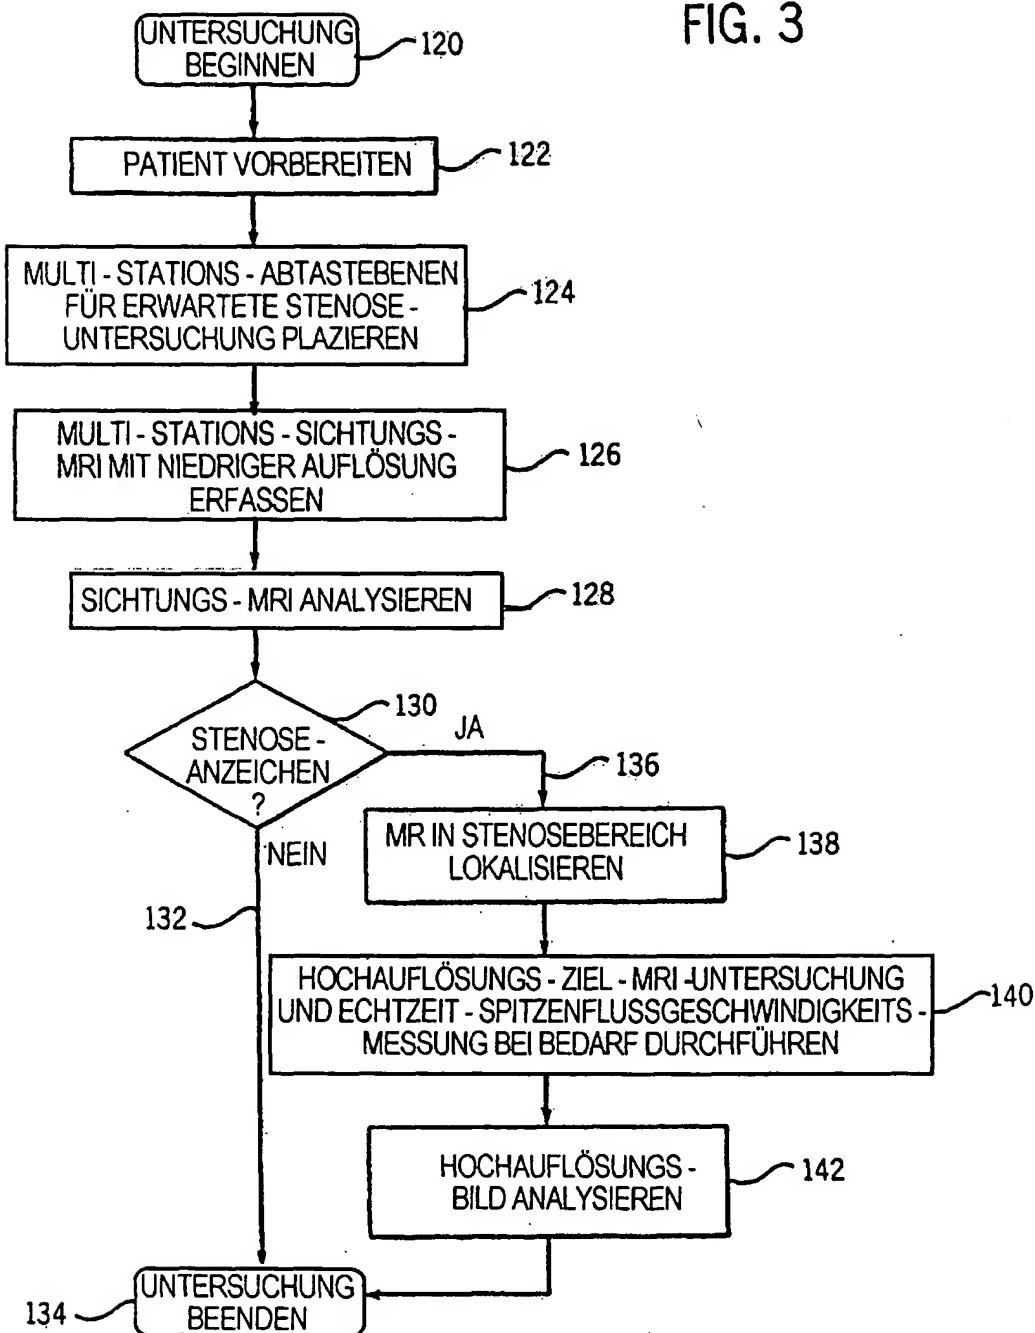 FIG. 3
UNTERSUCHUNG
BEGINNEN
120
PATIENT VORBEREITEN
122
MULTI - STATIONS - ABTASTEBENEN
FÜR ERWARTETE STENOSE -
UNTERSUCHUNG PLAZIEREN
124
MULTI - STATIONS - SICHTUNGS -
MRI MIT NIEDRIGER AUFLÖSUNG
ERFASSEN
126
SICHTUNGS - MRI ANALYSIEREN
128
STENOSE -
ANZEICHEN
?
130
JA
136
NEIN
132
MR IN STENOSEBEREICH
LOKALISIEREN
138
HOCHAUFLÖSUNGS - ZIEL - MRI -UNTERSUCHUNG
UND ECHTZEIT - SPITZENFLUSSGESCHWINDIGKEITS -
MESSUNG BEI BEDARF DURCHFÜHREN
140
HOCHAUFLÖSUNGS -
BILD ANALYSIEREN
142
UNTERSUCHUNG
BEENDEN
134